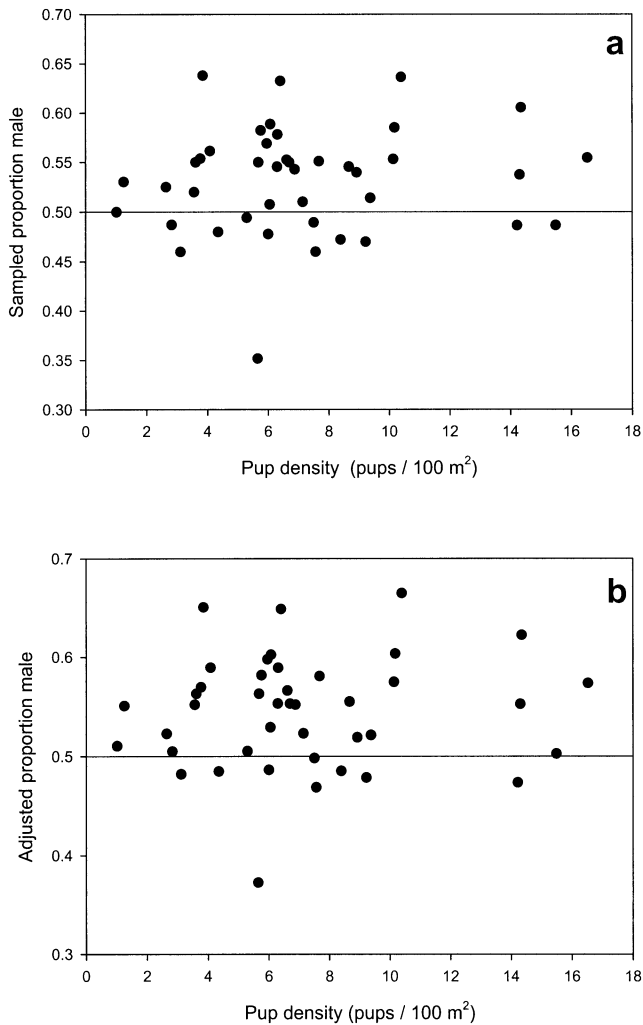 0.70
a
0.65
0.60
0.55
0.50
0.45
0.40
0.35
0.30
Sampled proportion male
0 2 4 6 8 10 12 14 16 18
Pup density (pups / 100 m²)
0.7
b
0.6
0.5
0.4
0.3
Adjusted proportion male
0 2 4 6 8 10 12 14 16 18
Pup density (pups / 100 m²)